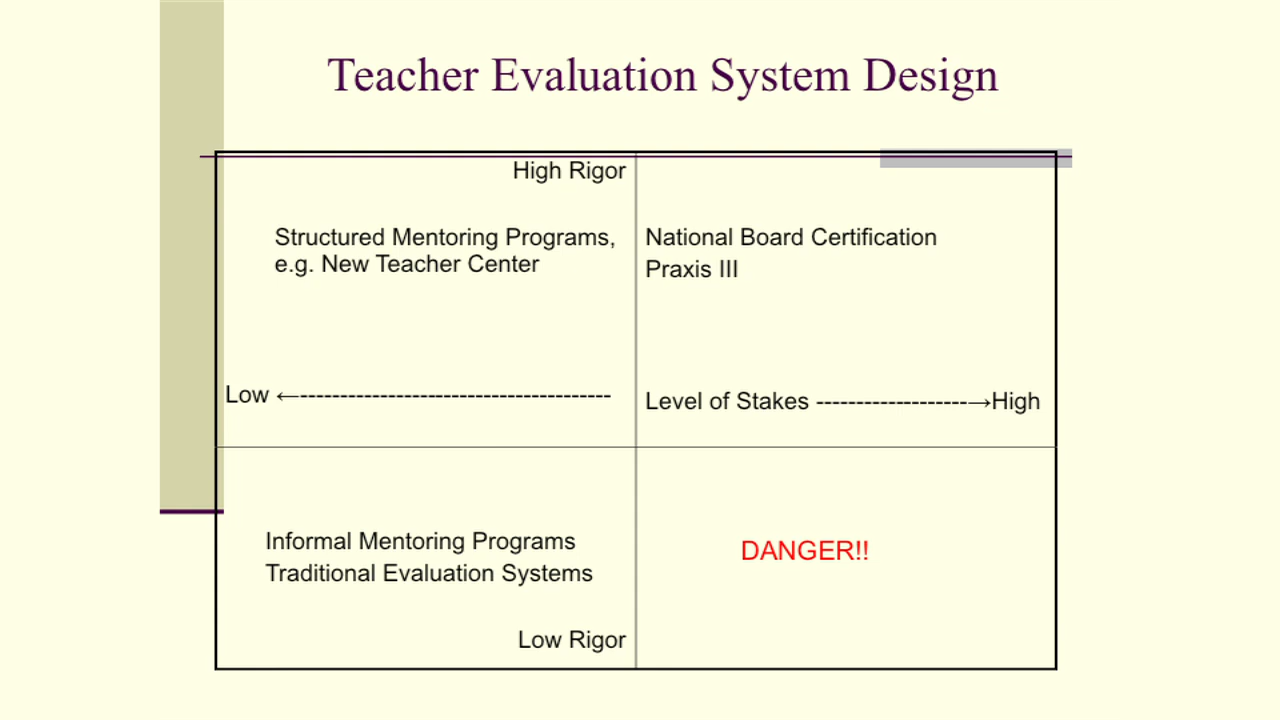 Teacher Evaluation System Design
High Rigor
Structured Mentoring Programs,
e.g. New Teacher Center
National Board Certification
Praxis III
Low ←---------------------------------------
Level of Stakes -------------------→High
Informal Mentoring Programs
Traditional Evaluation Systems
DANGER!!
Low Rigor